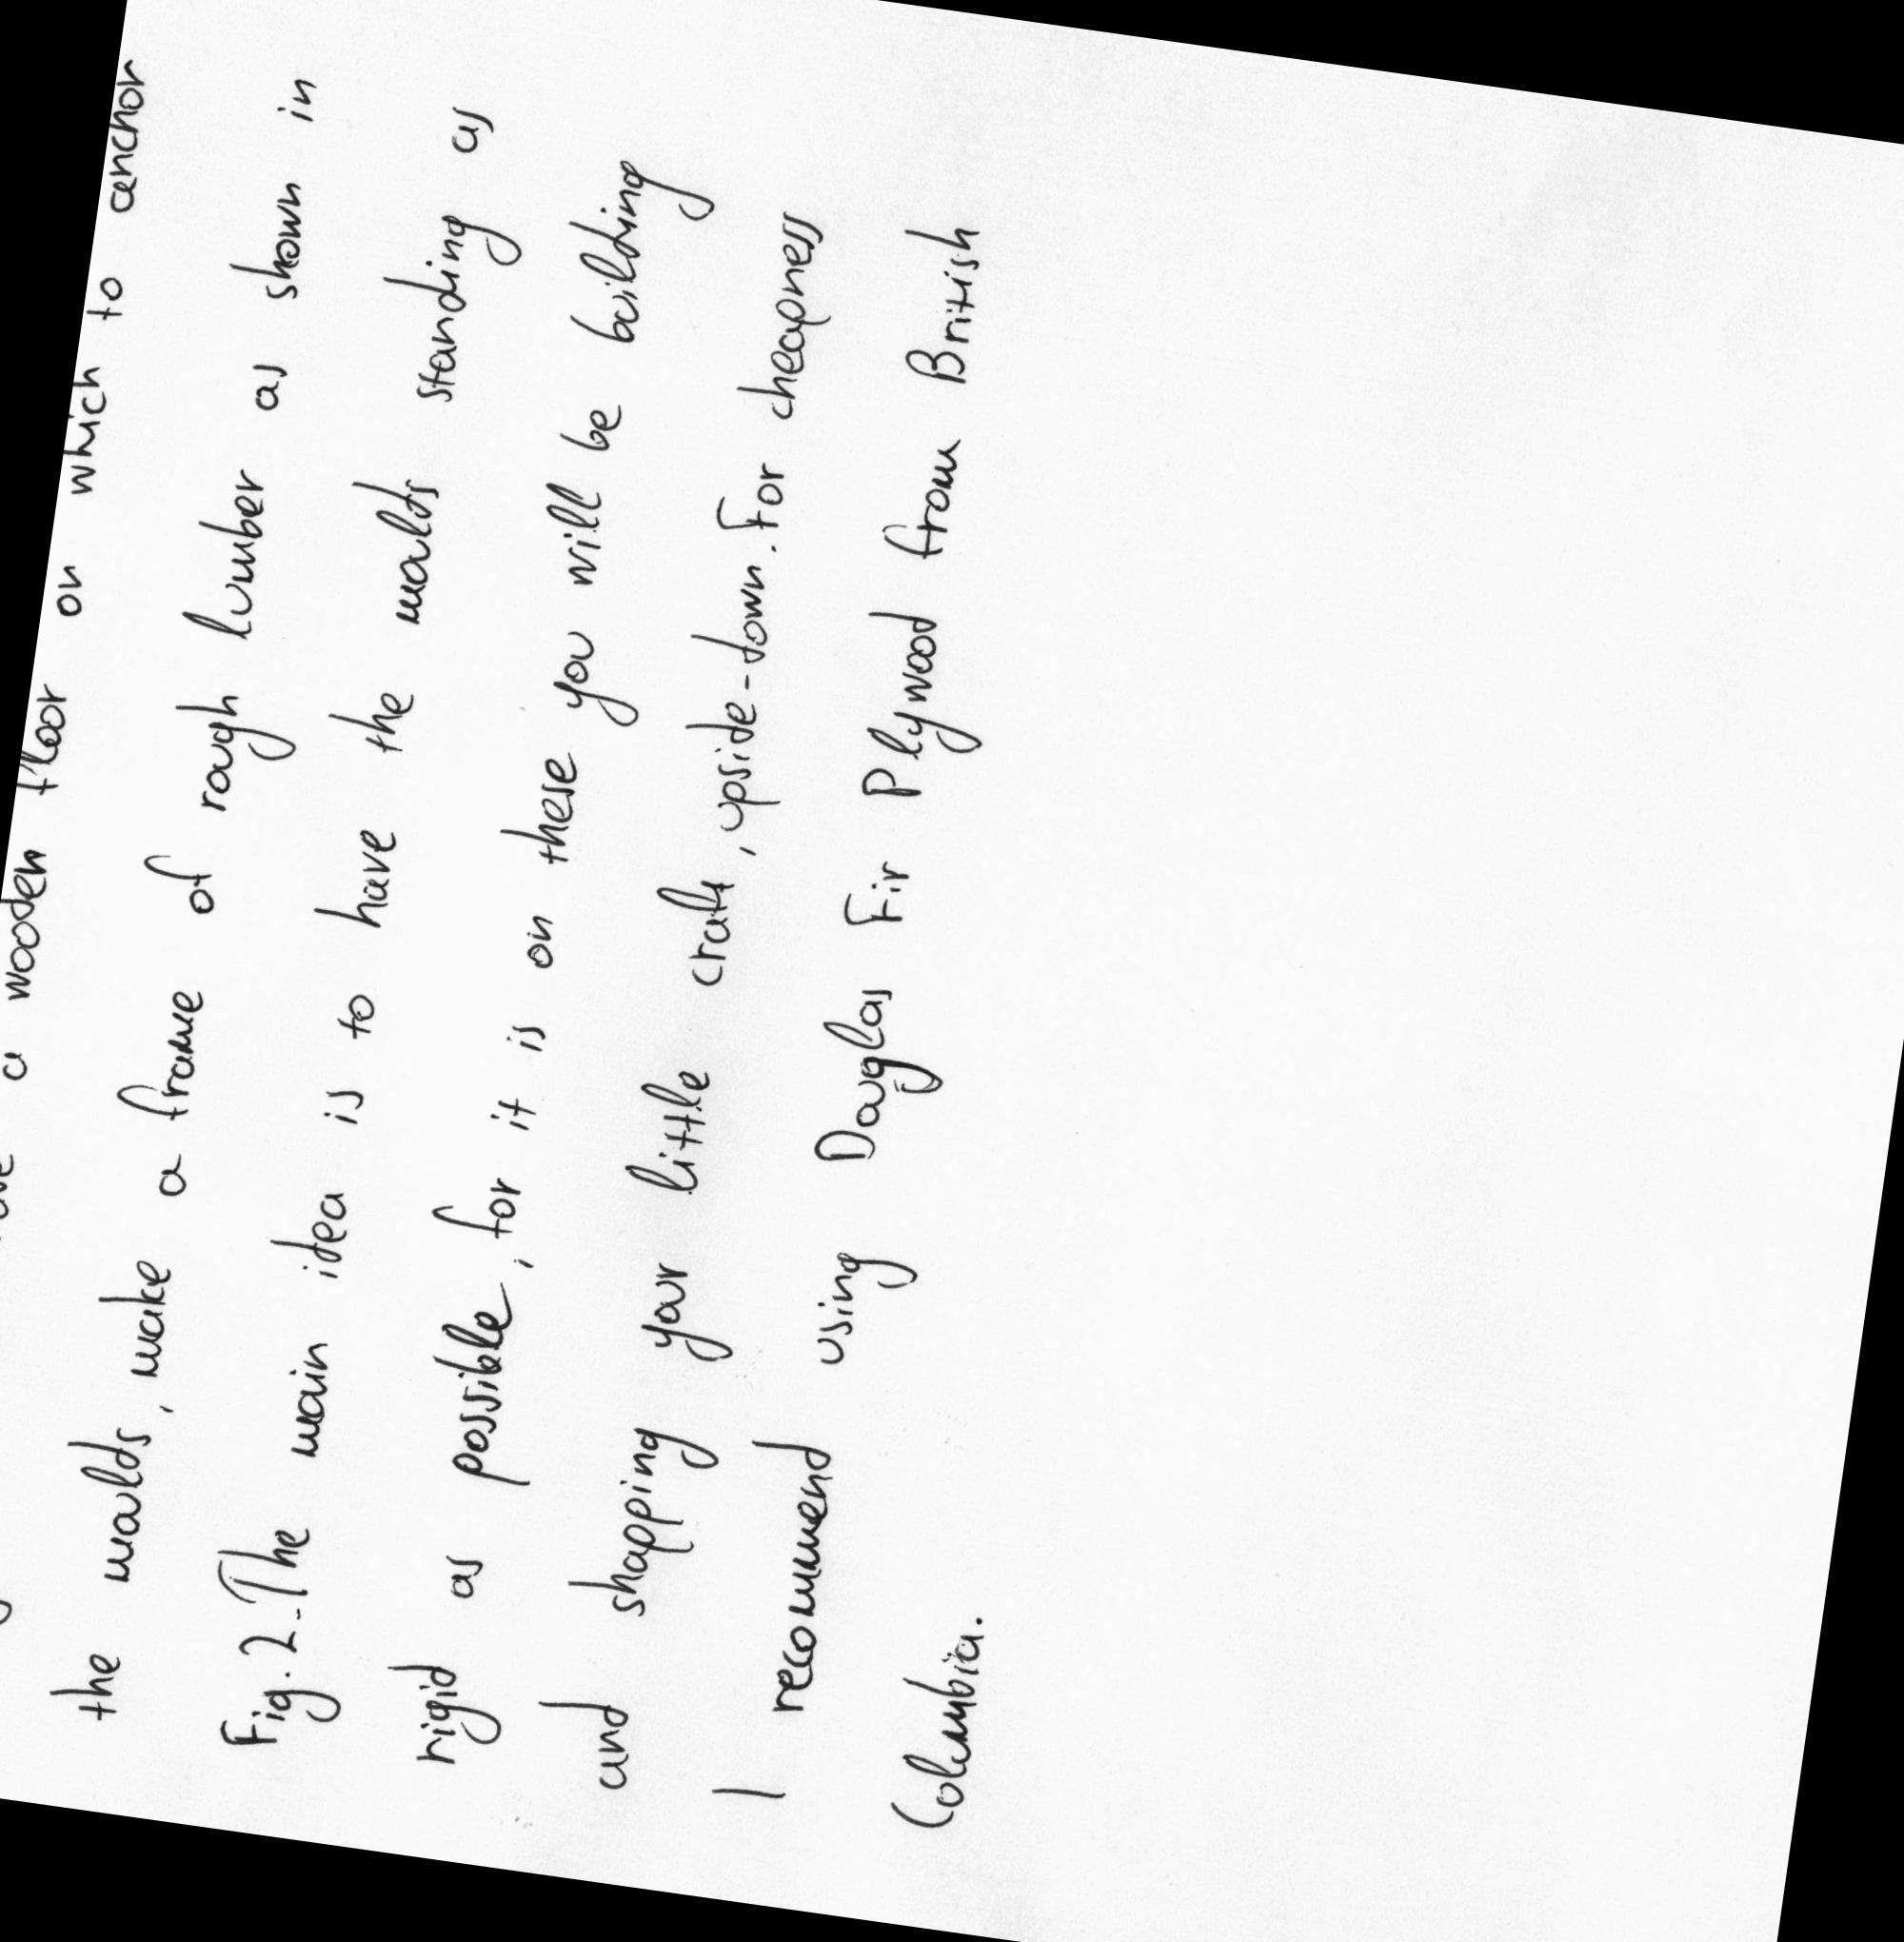 a wooden floor on which to anchor
the moulds, make a frame of rough lumber as shown in
Fig. 2. The main idea is to have the moulds standing as
rigid as possible, for it is on these you will be building
and shapping your little craft, upside-down. For cheapness
I recommend using Douglas Fir Plywood from British
Columbia.